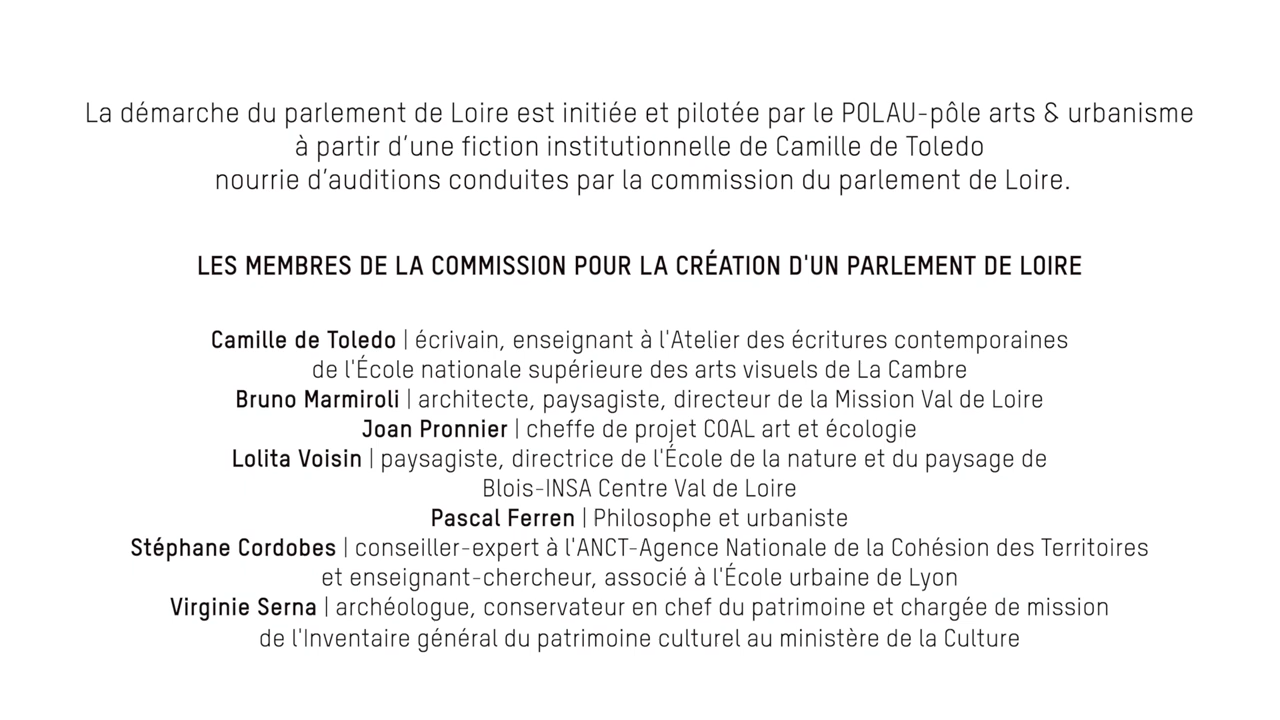 La démarche du parlement de Loire est initiée et pilotée par le POLAU-pôle arts & urbanisme
à partir d’une fiction institutionnelle de Camille de Toledo
nourrie d’auditions conduites par la commission du parlement de Loire.
LES MEMBRES DE LA COMMISSION POUR LA CRÉATION D'UN PARLEMENT DE LOIRE
Camille de Toledo | écrivain, enseignant à l'Atelier des écritures contemporaines
de l'École nationale supérieure des arts visuels de La Cambre
Bruno Marmiroli | architecte, paysagiste, directeur de la Mission Val de Loire
Joan Pronnier | cheffe de projet COAL art et écologie
Lolita Voisin | paysagiste, directrice de l'École de la nature et du paysage de
Blois-INSA Centre Val de Loire
Pascal Ferren | Philosophe et urbaniste
Stéphane Cordobes | conseiller-expert à l'ANCT-Agence Nationale de la Cohésion des Territoires
et enseignant-chercheur, associé à l'École urbaine de Lyon
Virginie Serna | archéologue, conservateur en chef du patrimoine et chargée de mission
de l'Inventaire général du patrimoine culturel au ministère de la Culture